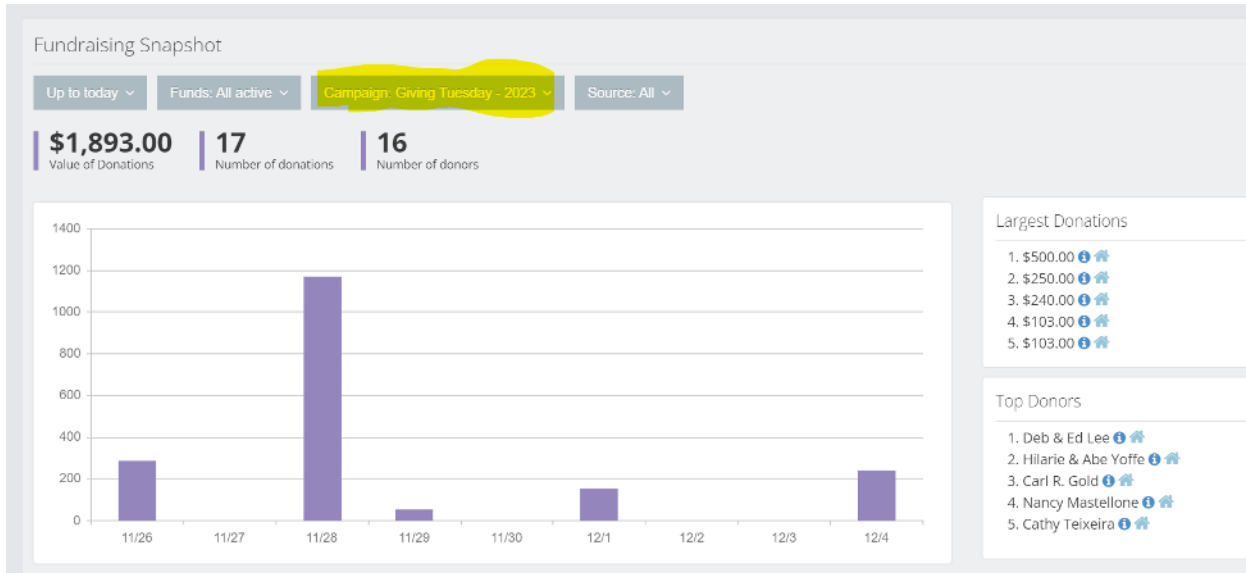 Fundraising Snapshot
Up to today
Funds: All active
Campaign: Giving Tuesday - 2023
Source: All
$1,893.00
Value of Donations
17
Number of donations
16
Number of donors
1400
1200
1000
800
600
400
200
0
11/26 11/27 11/28 11/29 11/30 12/1 12/2 12/3 12/4
Largest Donations
1. $500.00
2. $250.00
3. $240.00
4. $103.00
5. $103.00
Top Donors
1. Deb & Ed Lee
2. Hilarie & Abe Yoffe
3. Carl R. Gold
4. Nancy Mastellone
5. Cathy Teixeira